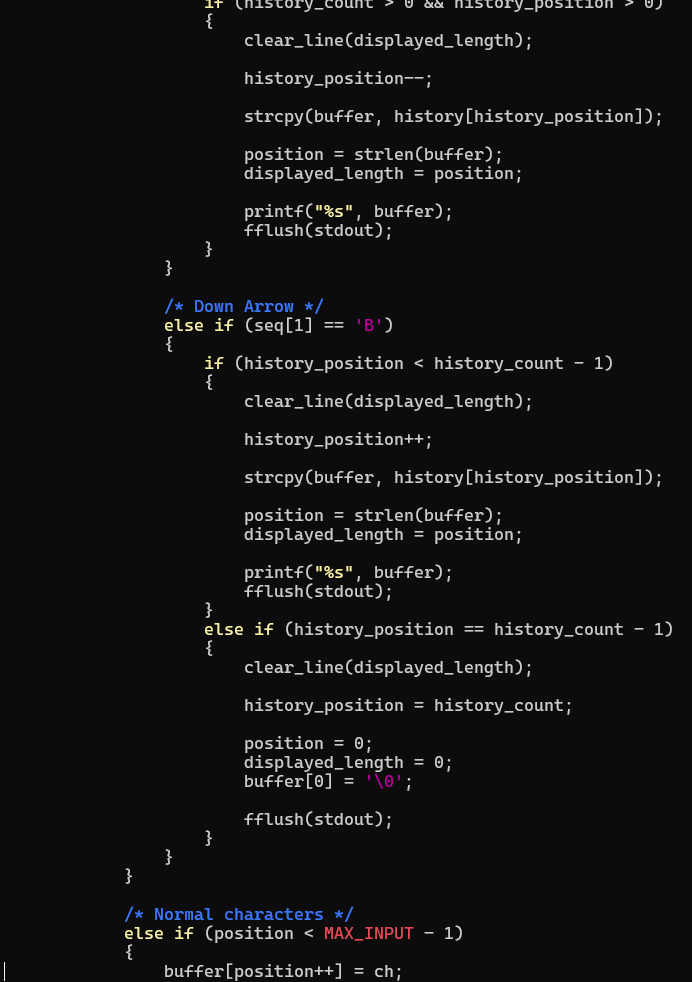 if (history_count > 0 && history_position > 0)
{
clear_line(displayed_length);
history_position--;
strcpy(buffer, history[history_position]);
position = strlen(buffer);
displayed_length = position;
printf("%s", buffer);
fflush(stdout);
}
}
/* Down Arrow */
else if (seq[1] == 'B')
{
if (history_position < history_count - 1)
{
clear_line(displayed_length);
history_position++;
strcpy(buffer, history[history_position]);
position = strlen(buffer);
displayed_length = position;
printf("%s", buffer);
fflush(stdout);
}
else if (history_position == history_count - 1)
{
clear_line(displayed_length);
history_position = history_count;
position = 0;
displayed_length = 0;
buffer[0] = '\0';
fflush(stdout);
}
}
}
/* Normal characters */
else if (position < MAX_INPUT - 1)
{
buffer[position++] = ch;